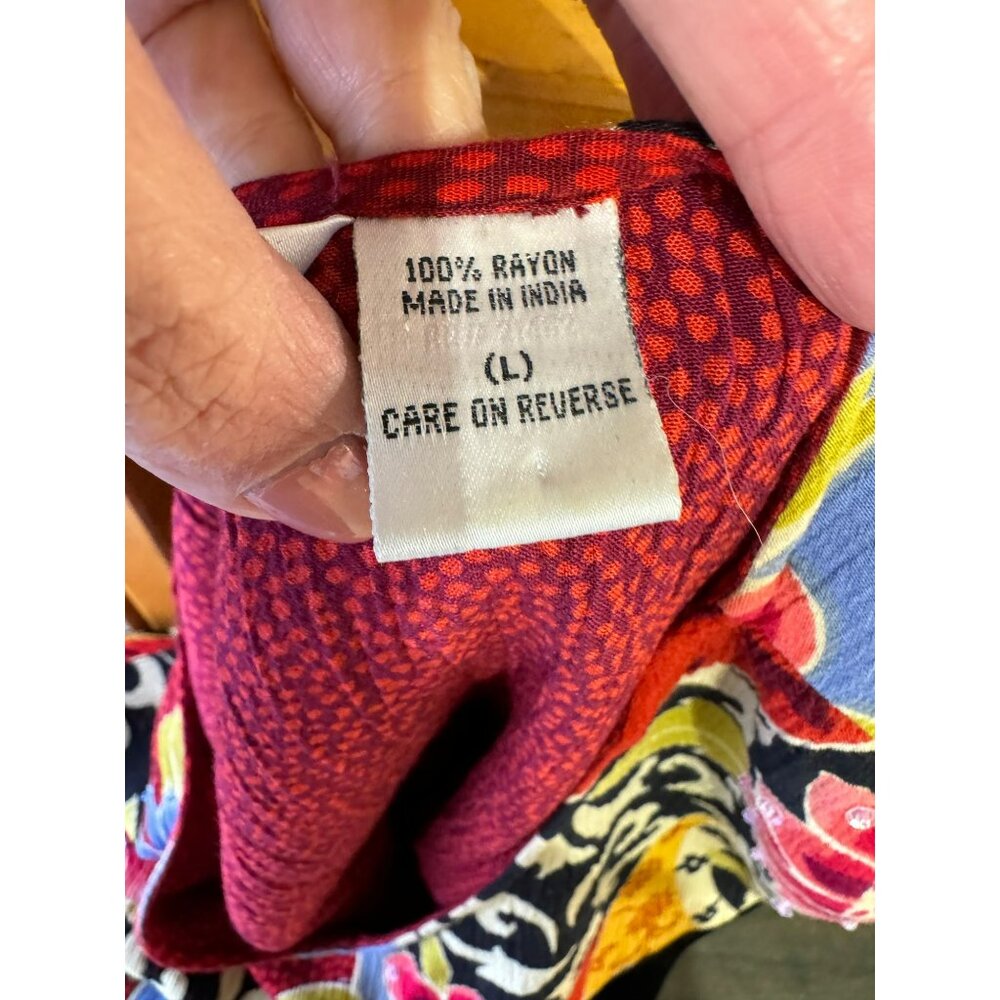 100% RAYON
MADE IN INDIA
(L)
CARE ON REVERSE